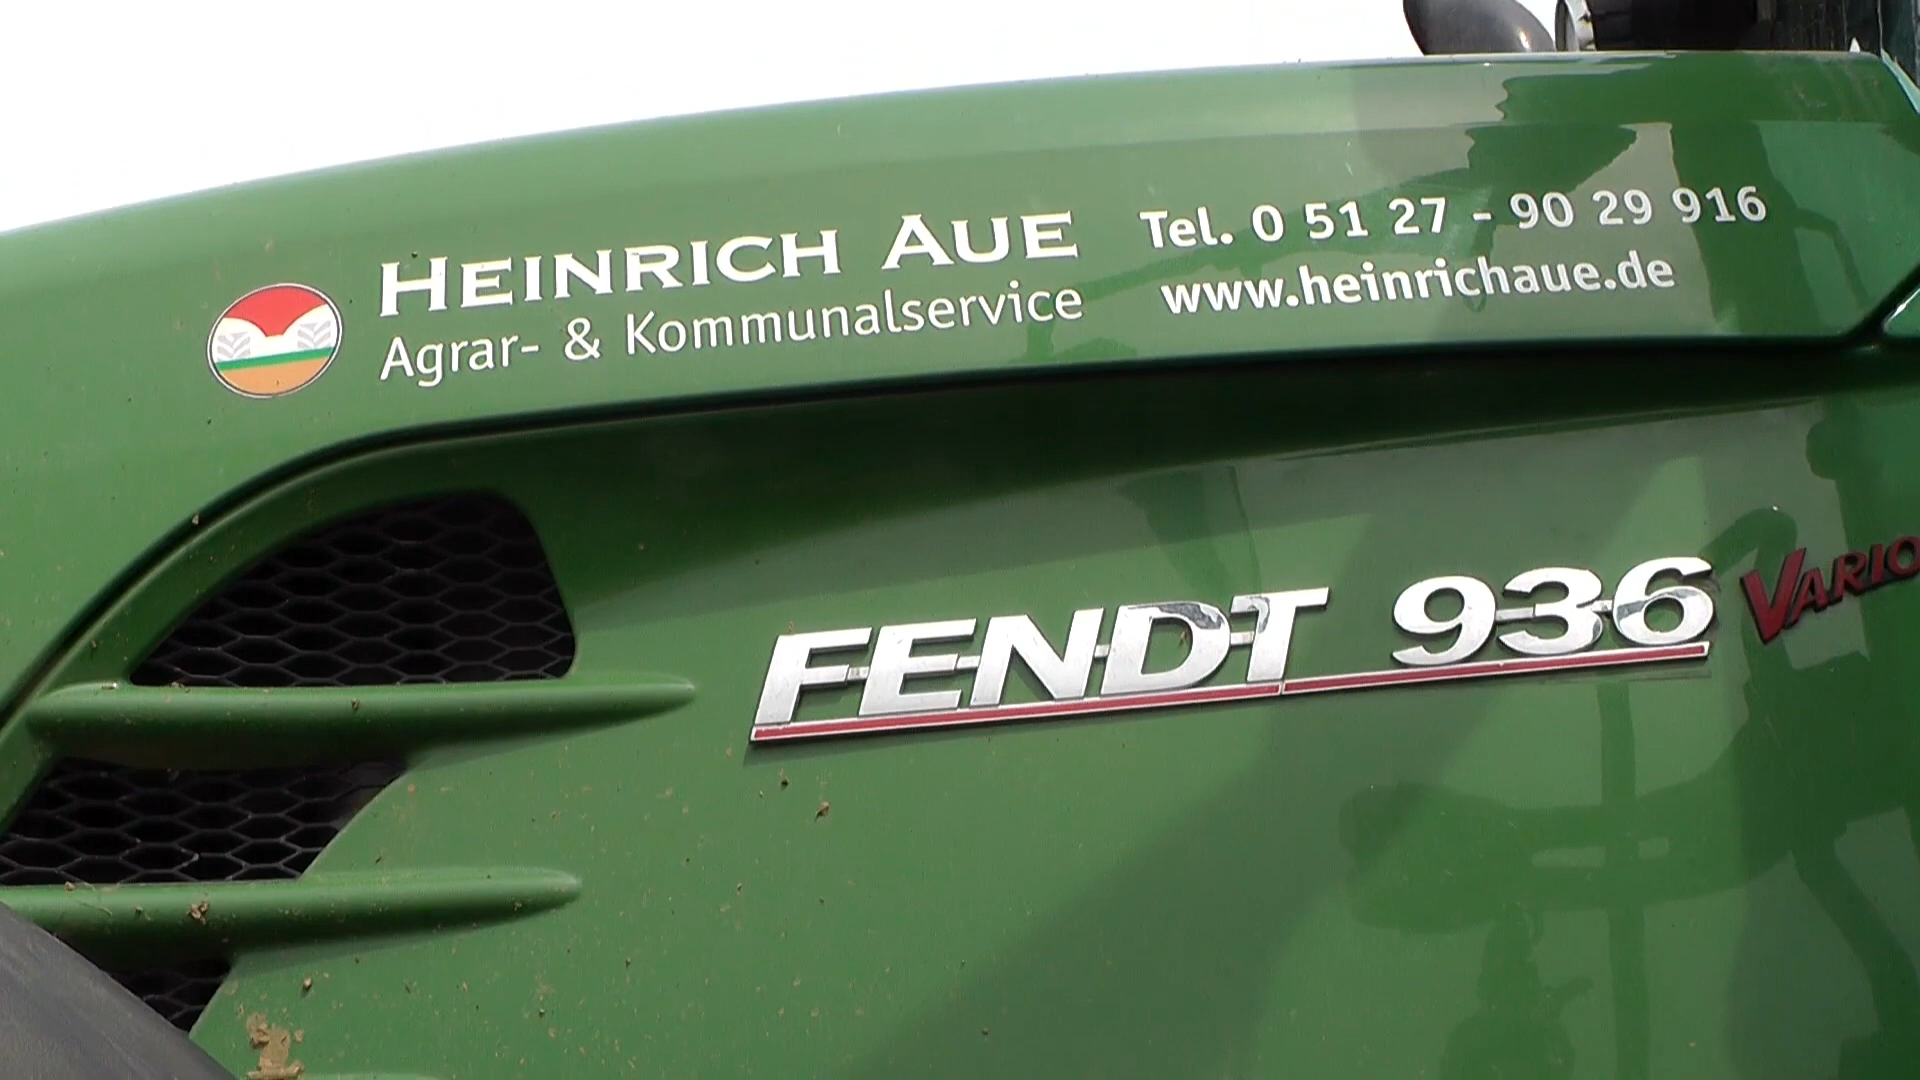 HEINRICH AUE
Agrar- & Kommunalservice
Tel. 0 51 27 - 90 29 916
www.heinrichaue.de
FENDT 936
VARIO